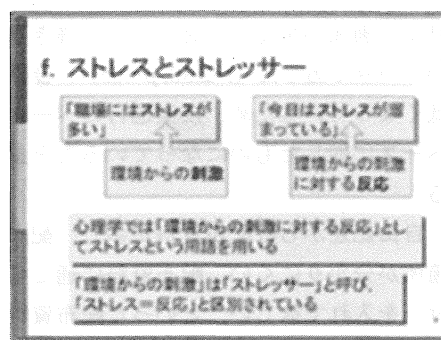 f. ストレスとストレッサー
「職場にはストレスが
多い」
「今日はストレスが溜
まっている」
環境からの刺激
環境からの刺激
に対する反応
心理学では「環境からの刺激に対する反応」とし
てストレスという用語を用いる
「環境からの刺激」は「ストレッサー」と呼び、
「ストレス＝反応」と区別されている